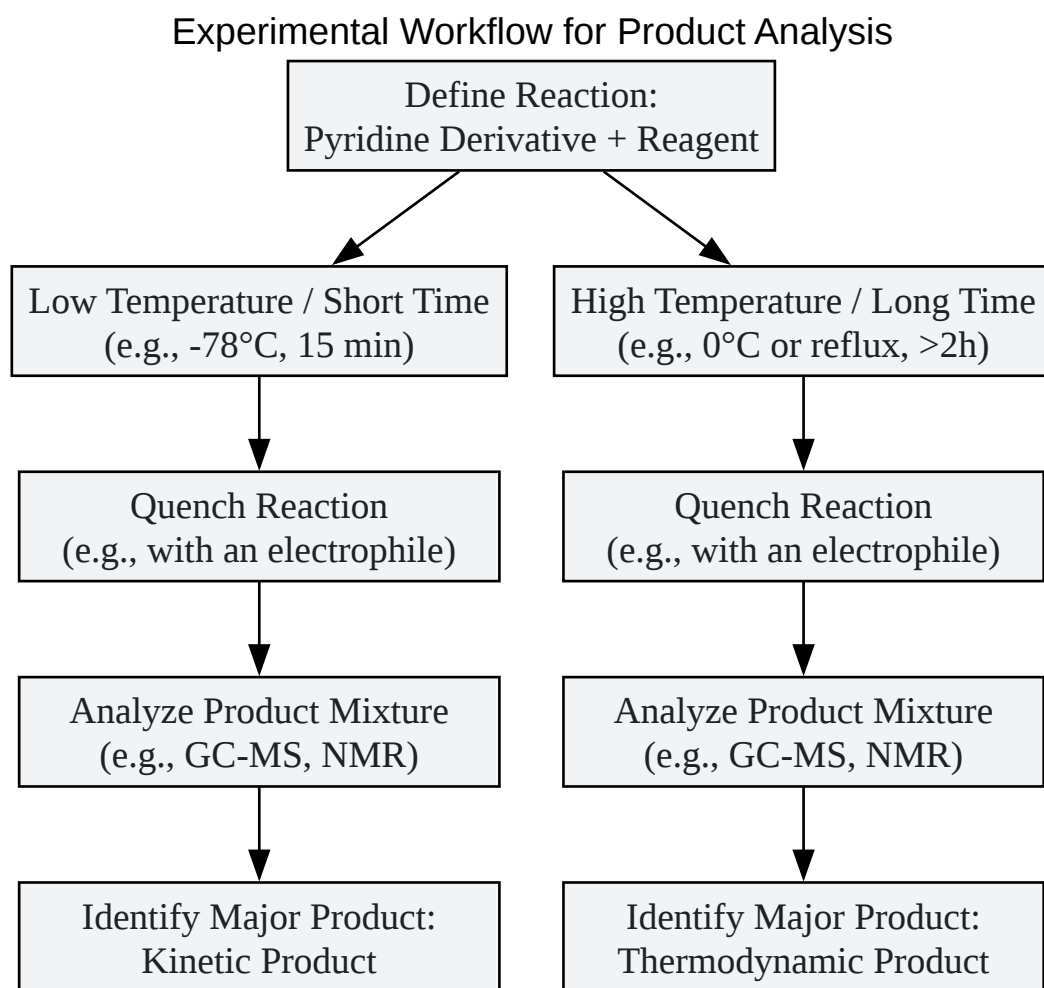 Experimental Workflow for Product Analysis
Define Reaction:
Pyridine Derivative + Reagent
Low Temperature / Short Time
(e.g., -78°C, 15 min)
High Temperature / Long Time
(e.g., 0°C or reflux, >2h)
Quench Reaction
(e.g., with an electrophile)
Quench Reaction
(e.g., with an electrophile)
Analyze Product Mixture
(e.g., GC-MS, NMR)
Analyze Product Mixture
(e.g., GC-MS, NMR)
Identify Major Product:
Kinetic Product
Identify Major Product:
Thermodynamic Product